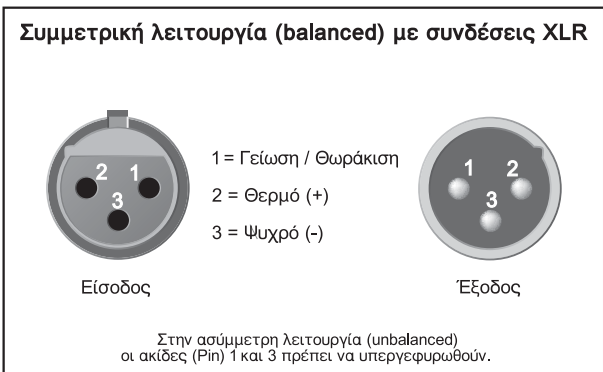 Συμμετρική λειτουργία (balanced) με συνδέσεις XLR
2 1
3
1 = Γείωση / Θωράκιση
2 = Θερμό (+)
3 = Ψυχρό (-)
1 2
3
Είσοδος
Έξοδος
Στην ασύμμετρη λειτουργία (unbalanced)
οι ακίδες (Pin) 1 και 3 πρέπει να υπεργεφυρωθούν.